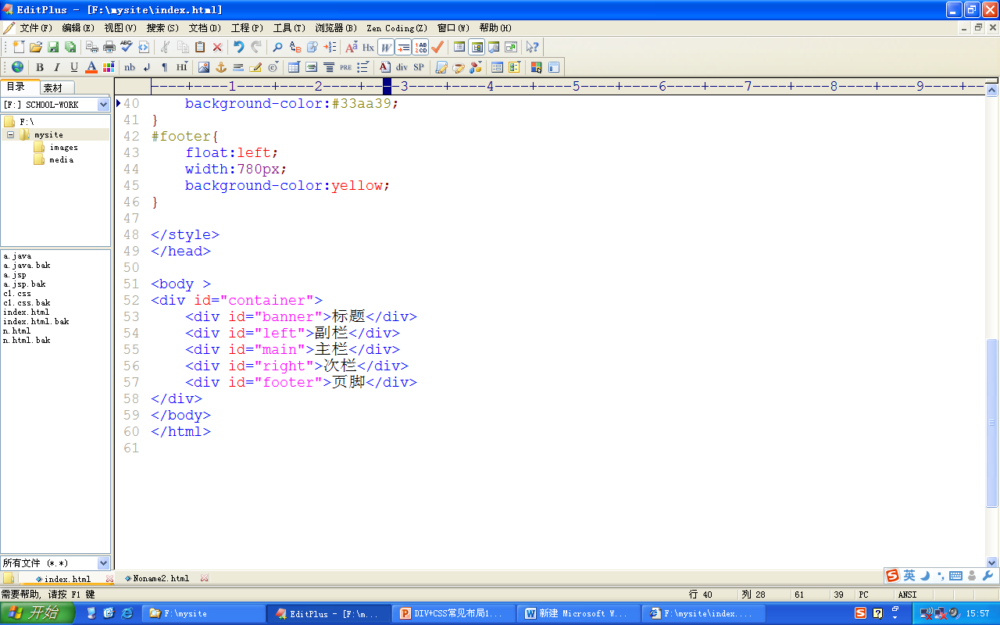 EditPlus - [F:\mysite\index.html]
文件(F) 编辑(E) 视图(V) 搜索(S) 文档(D) 工程(P) 工具(T) 浏览器(B) Zen Coding(Z) 窗口(W) 帮助(H)
B I U A nb HI PRE A div SP
目录 素材
[F:] SCHOOL-WORK
F:\
mysite
images
media
a.java
a.java.bak
a.jsp
a.jsp.bak
c1.css
c1.css.bak
index.html
index.html.bak
n.html
n.html.bak
所有文件 (*.*)
----+----1----+----2----+----3----+----4----+----5----+----6----+----7----+----8----+----9----+--
40 background-color:#33aa39;
41 }
42 #footer{
43 float:left;
44 width:780px;
45 background-color:yellow;
46 }
47
48 </style>
49 </head>
50
51 <body >
52 <div id="container">
53 <div id="banner">标题</div>
54 <div id="left">副栏</div>
55 <div id="main">主栏</div>
56 <div id="right">次栏</div>
57 <div id="footer">页脚</div>
58 </div>
59 </body>
60 </html>
61
index.html Noname2.html
英
需要帮助, 请按 F1 键 行 40 列 28 61 39 PC ANSI
开始 F:\mysite EditPlus - [F:\m... DIV+CSS常见布局1... 新建 Microsoft W... F:\mysite\index.... 15:57